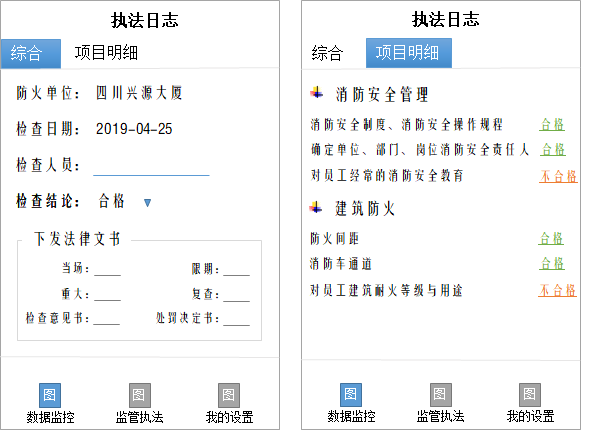 执法日志
综合 项目明细
防火单位： 四川兴源大厦
检查日期： 2019-04-25
检查人员：
检查结论： 合格
下发法律文书
当场： 限期：
重大： 复查：
检查意见书： 处罚决定书：
图 图 图
数据监控 监管执法 我的设置
执法日志
综合 项目明细
消防安全管理
消防安全制度、消防安全操作规程 合格
确定单位、部门、岗位消防安全责任人 合格
对员工经常的消防安全教育 不合格
建筑防火
防火间距 合格
消防车通道 合格
对员工建筑耐火等级与用途 不合格
图 图 图
数据监控 监管执法 我的设置